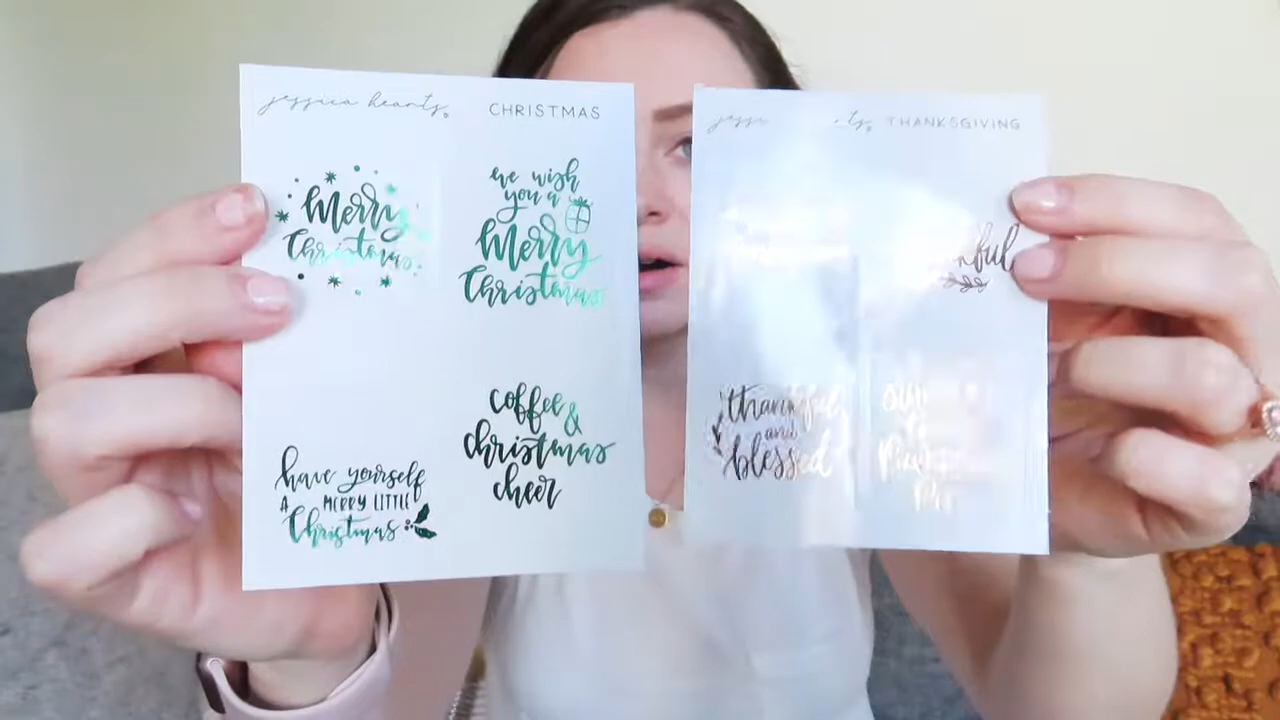 jessica hearts
CHRISTMAS
Merry
Christmas
we wish
you a
Merry
Christmas
have yourself
A MERRY LITTLE
Christmas
coffee &
christmas
cheer
THANKSGIVING
thankful
and
blessed